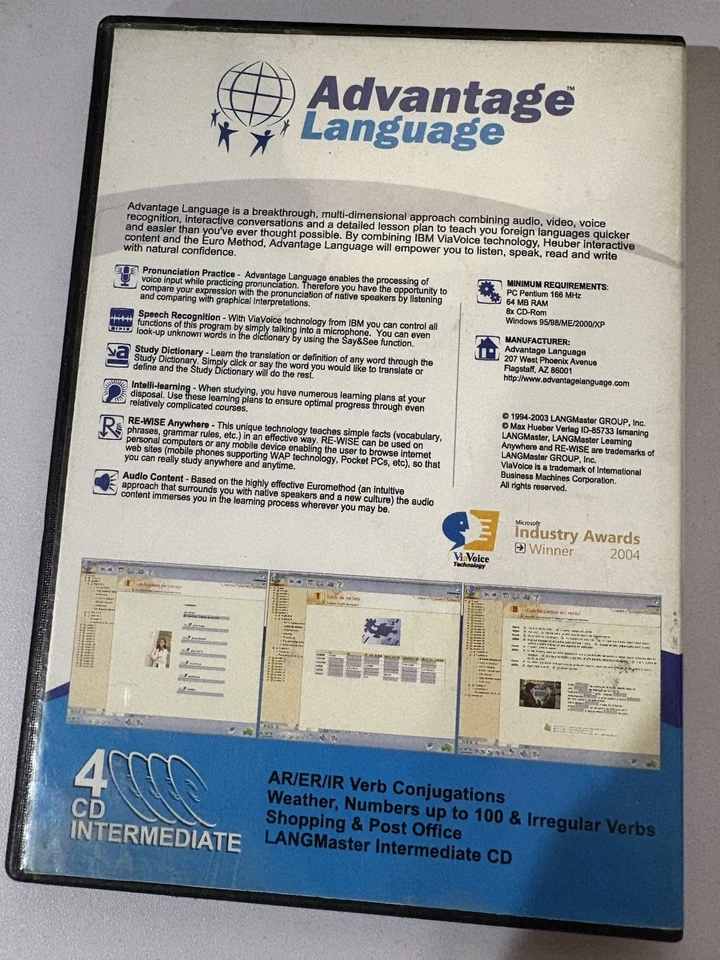 Advantage™
Language
Advantage Language is a breakthrough, multi-dimensional approach combining audio, video, voice
recognition, interactive conversations and a detailed lesson plan to teach you foreign languages quicker
and easier than you've ever thought possible. By combining IBM ViaVoice technology, Heuber interactive
content and the Euro Method, Advantage Language will empower you to listen, speak, read and write
with natural confidence.
Pronunciation Practice - Advantage Language enables the processing of
voice input while practicing pronunciation. Therefore you have the opportunity to
compare your expression with the pronunciation of native speakers by listening
and comparing with graphical interpretations.
Speech Recognition - With ViaVoice technology from IBM you can control all
functions of this program by simply talking into a microphone. You can even
look-up unknown words in the dictionary by using the Say&See function.
Study Dictionary - Learn the translation or definition of any word through the
Study Dictionary. Simply click or say the word you would like to translate or
define and the Study Dictionary will do the rest.
Intelli-learning - When studying, you have numerous learning plans at your
disposal. Use these learning plans to ensure optimal progress through even
relatively complicated courses.
RE-WISE Anywhere - This unique technology teaches simple facts (vocabulary,
phrases, grammar rules, etc.) in an effective way. RE-WISE can be used on
personal computers or any mobile device enabling the user to browse internet
web sites (mobile phones supporting WAP technology, Pocket PCs, etc), so that
you can really study anywhere and anytime.
Audio Content - Based on the highly effective Euromethod (an intuitive
approach that surrounds you with native speakers and a new culture) the audio
content immerses you in the learning process wherever you may be.
MINIMUM REQUIREMENTS:
PC Pentium 166 MHz
64 MB RAM
8x CD-Rom
Windows 95/98/ME/2000/XP
MANUFACTURER:
Advantage Language
207 West Phoenix Avenue
Flagstaff, AZ 86001
http://www.advantagelanguage.com
© 1994-2003 LANGMaster GROUP, Inc.
© Max Hueber Verlag ID-85733 Ismaning
LANGMaster, LANGMaster Learning
Anywhere and RE-WISE are trademarks of
LANGMaster GROUP, Inc.
ViaVoice is a trademark of International
Business Machines Corporation.
All rights reserved.
ViaVoice
Technology
Microsoft
Industry Awards
Winner 2004
4
CD
INTERMEDIATE
AR/ER/IR Verb Conjugations
Weather, Numbers up to 100 & Irregular Verbs
Shopping & Post Office
LANGMaster Intermediate CD